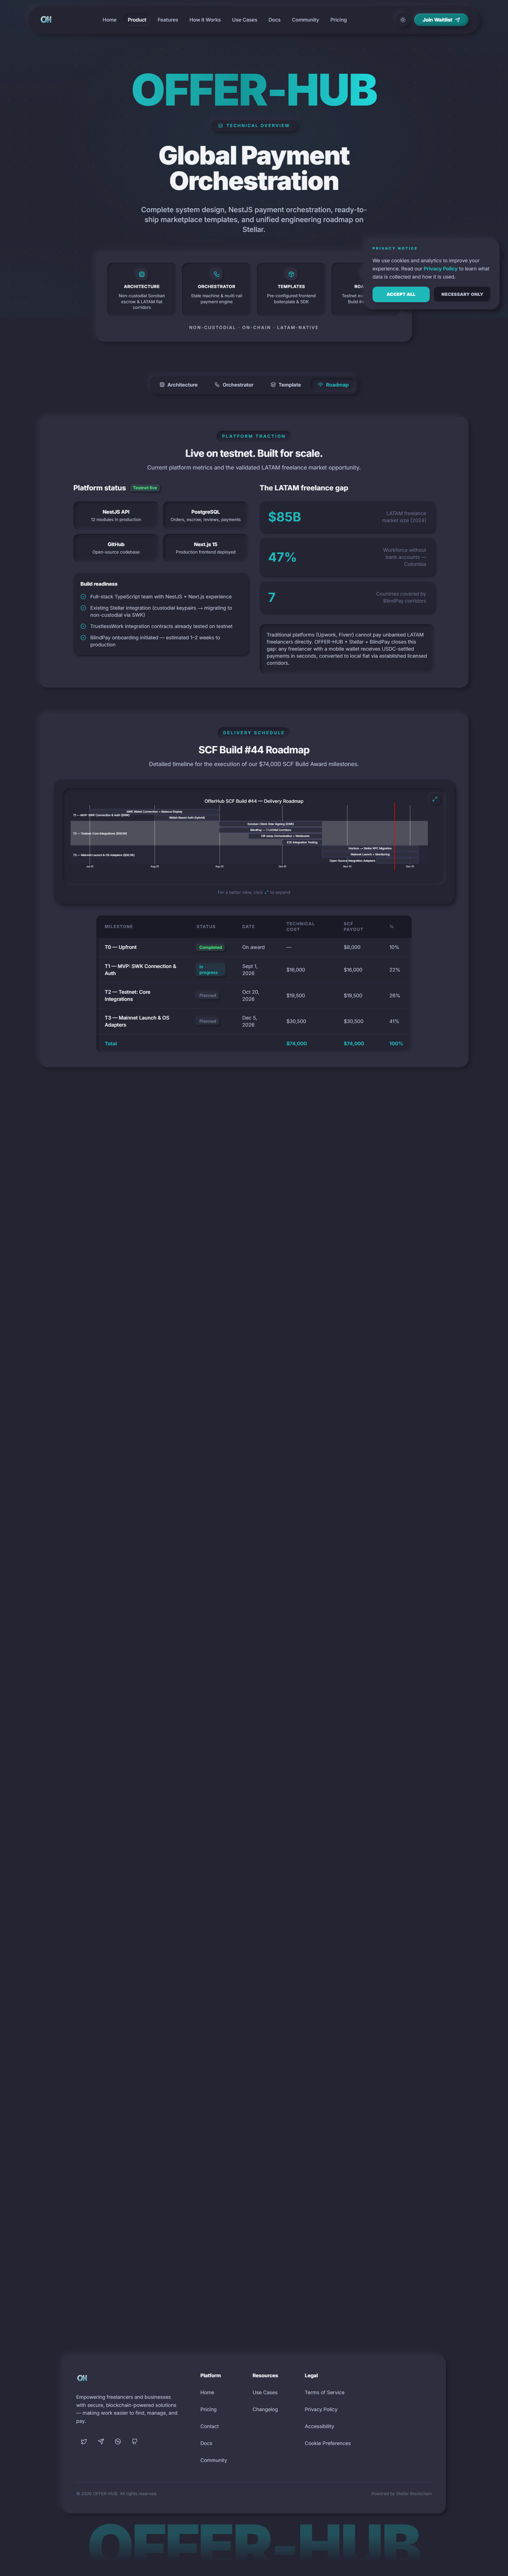 OH
Home Product Features How it Works Use Cases Docs Community Pricing
Join Waitlist
OFFER-HUB
TECHNICAL OVERVIEW
Global Payment
Orchestration
Complete system design, NestJS payment orchestration, ready-to-
ship marketplace templates, and unified engineering roadmap on
Stellar.
PRIVACY NOTICE
We use cookies and analytics to improve your
experience. Read our Privacy Policy to learn what
data is collected and how it is used.
ACCEPT ALL NECESSARY ONLY
ARCHITECTURE
Non-custodial Soroban
escrow & LATAM fiat
corridors
ORCHESTRATOR
State machine & multi-rail
payment engine
TEMPLATES
Pre-configured frontend
boilerplate & SDK
NON-CUSTODIAL · ON-CHAIN · LATAM-NATIVE
Architecture Orchestrator Template Roadmap
PLATFORM TRACTION
Live on testnet. Built for scale.
Current platform metrics and the validated LATAM freelance market opportunity.
Platform status Testnet live
NestJS API
12 modules in production
PostgreSQL
Orders, escrow, reviews, payments
GitHub
Open-source codebase
Next.js 15
Production frontend deployed
Build readiness
Full-stack TypeScript team with NestJS + Next.js experience
Existing Stellar integration (custodial keypairs → migrating to
non-custodial via SWK)
TrustlessWork integration contracts already tested on testnet
BlindPay onboarding initiated — estimated 1–2 weeks to
production
The LATAM freelance gap
$85B
LATAM freelance
market size (2024)
47%
Workforce without
bank accounts —
Colombia
7
Countries covered by
BlindPay corridors
Traditional platforms (Upwork, Fiverr) cannot pay unbanked LATAM
freelancers directly. OFFER-HUB + Stellar + BlindPay closes this
gap: any freelancer with a mobile wallet receives USDC-settled
payments in seconds, converted to local fiat via established licensed
corridors.
DELIVERY SCHEDULE
SCF Build #44 Roadmap
Detailed timeline for the execution of our $74,000 SCF Build Award milestones.
OfferHub SCF Build #44 — Delivery Roadmap
For a better view, click to expand
MILESTONE STATUS DATE TECHNICAL COST SCF PAYOUT %
T0 — Upfront Completed On award — $8,000 10%
T1 — MVP: SWK Connection & Auth In progress Sept 1, 2026 $16,000 $16,000 22%
T2 — Testnet: Core Integrations Planned Oct 20, 2026 $19,500 $19,500 26%
T3 — Mainnet Launch & OS Adapters Planned Dec 5, 2026 $30,500 $30,500 41%
Total $74,000 $74,000 100%
OH
Empowering freelancers and businesses
with secure, blockchain-powered solutions
— making work easier to find, manage, and
pay.
Platform
Home
Pricing
Contact
Docs
Community
Resources
Use Cases
Changelog
Legal
Terms of Service
Privacy Policy
Accessibility
Cookie Preferences
© 2026 OFFER-HUB. All rights reserved.
Powered by Stellar Blockchain
OFFER-HUB